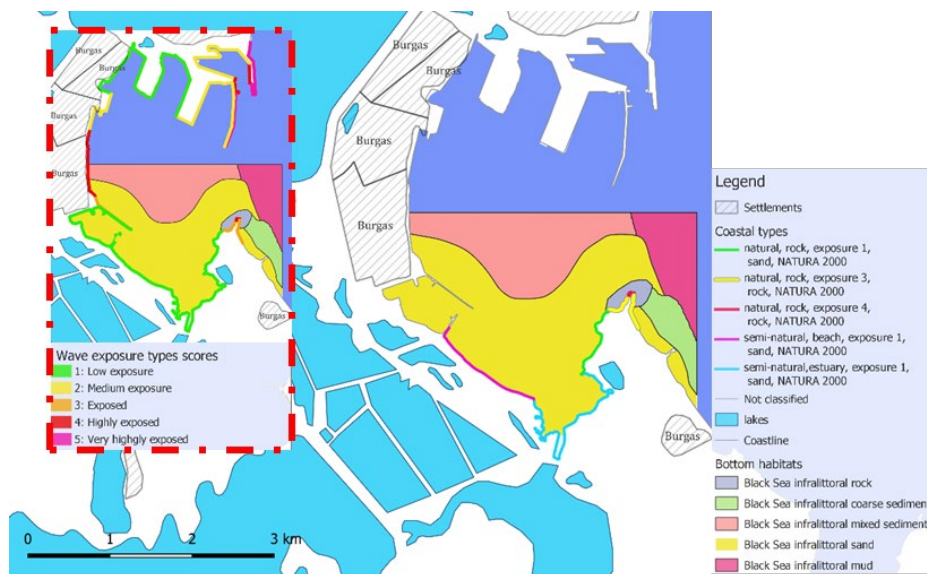 Burgas
Burgas
Burgas
Burgas
Burgas
Wave exposure types scores
1: Low exposure
2: Medium exposure
3: Exposed
4: Highly exposed
5: Very highgly exposed
Burgas
Burgas
Burgas
Burgas
Burgas
0 1 2 3 km
Legend
Settlements
Coastal types
natural, rock, exposure 1,
sand, NATURA 2000
natural, rock, exposure 3,
rock, NATURA 2000
natural, rock, exposure 4,
rock, NATURA 2000
semi-natural, beach, exposure 1,
sand, NATURA 2000
semi-natural,estuary, exposure 1,
sand, NATURA 2000
Not classified
lakes
Coastline
Bottom habitats
Black Sea infralittoral rock
Black Sea infralittoral coarse sedimen
Black Sea infralittoral mixed sediment
Black Sea infralittoral sand
Black Sea infralittoral mud